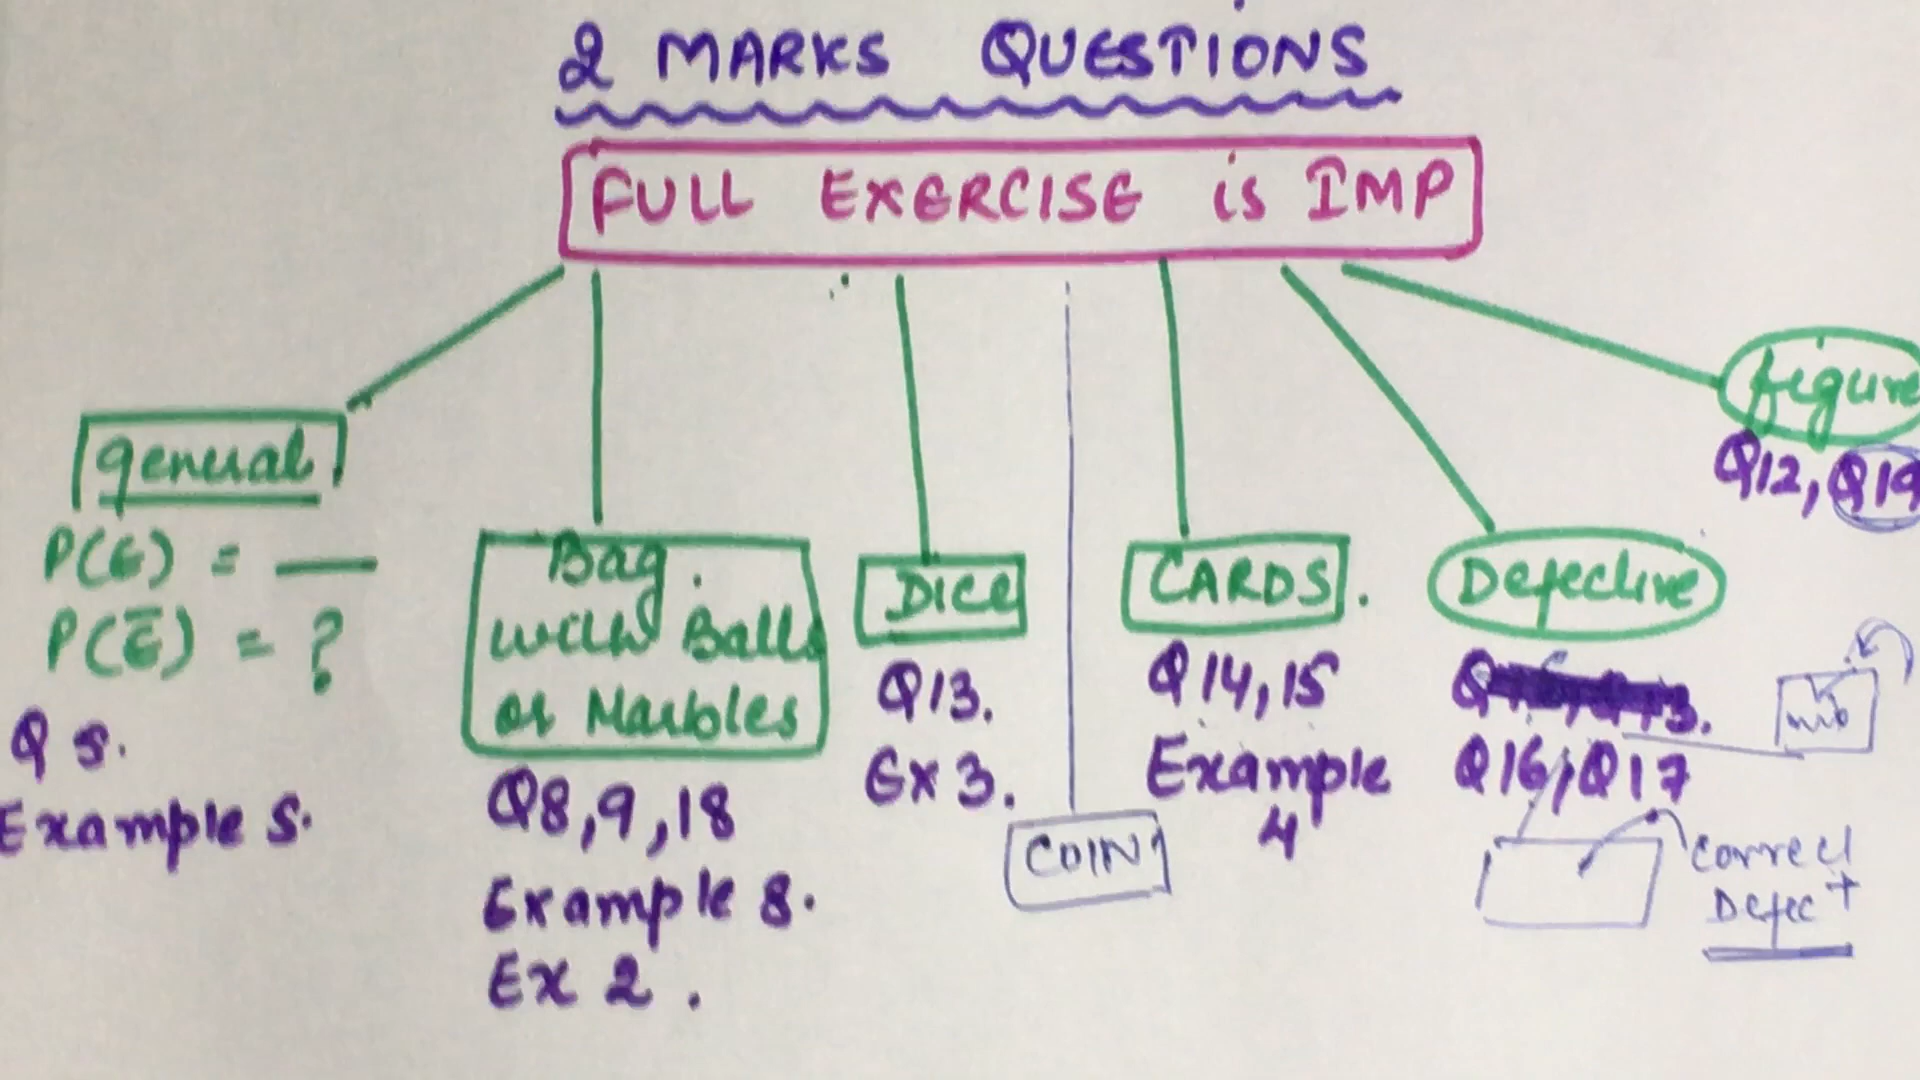 2 MARKS QUESTIONS
FULL EXERCISE is IMP
general
P(E) = —
P(Ē) = ?
Q 5.
Example 5.
Bag.
with Balls
or Marbles
Q8,9,18
Example 8.
Ex 2.
DICE
Q13.
Ex 3.
COIN
CARDS.
Q14,15
Example
4
Defective
Q16,Q17
correct
Defect
figure
Q12,Q19